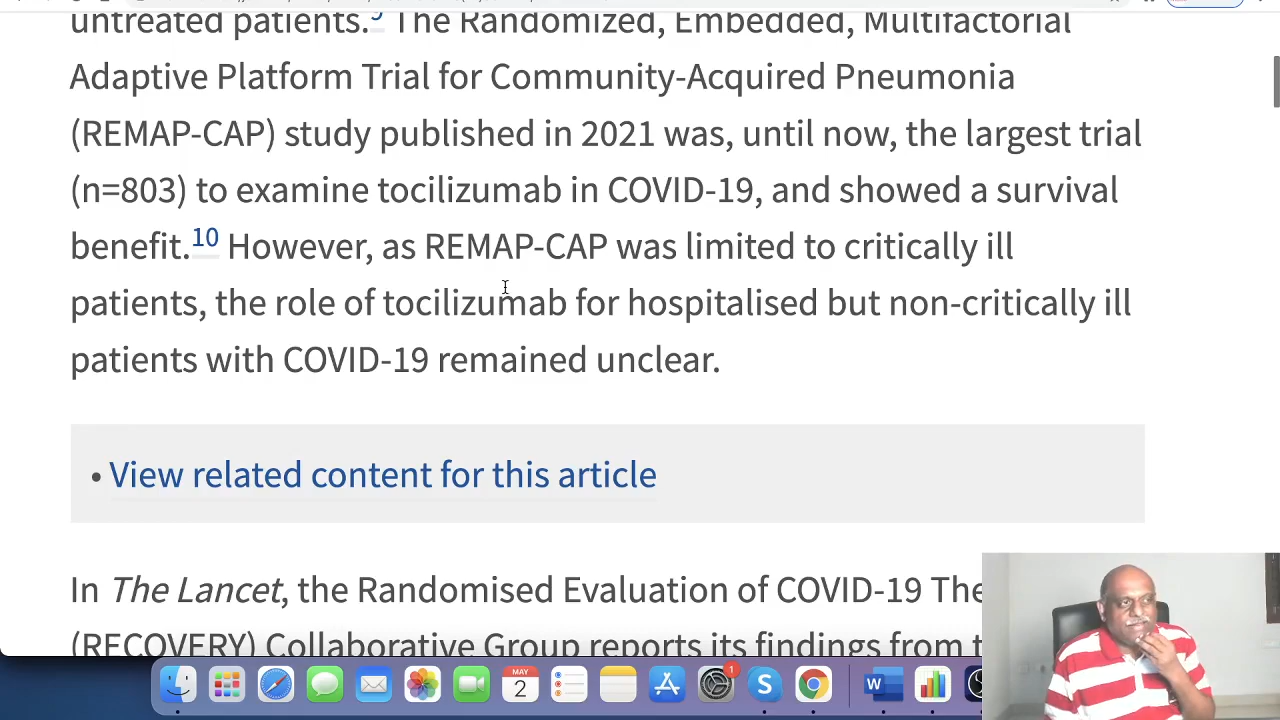 untreated patients.9 The Randomized, Embedded, Multifactorial
Adaptive Platform Trial for Community-Acquired Pneumonia
(REMAP-CAP) study published in 2021 was, until now, the largest trial
(n=803) to examine tocilizumab in COVID-19, and showed a survival
benefit.10 However, as REMAP-CAP was limited to critically ill
patients, the role of tocilizumab for hospitalised but non-critically ill
patients with COVID-19 remained unclear.
• View related content for this article
In The Lancet, the Randomised Evaluation of COVID-19 The
(RECOVERY) Collaborative Group reports its findings from t
MAY
2
1
S
W